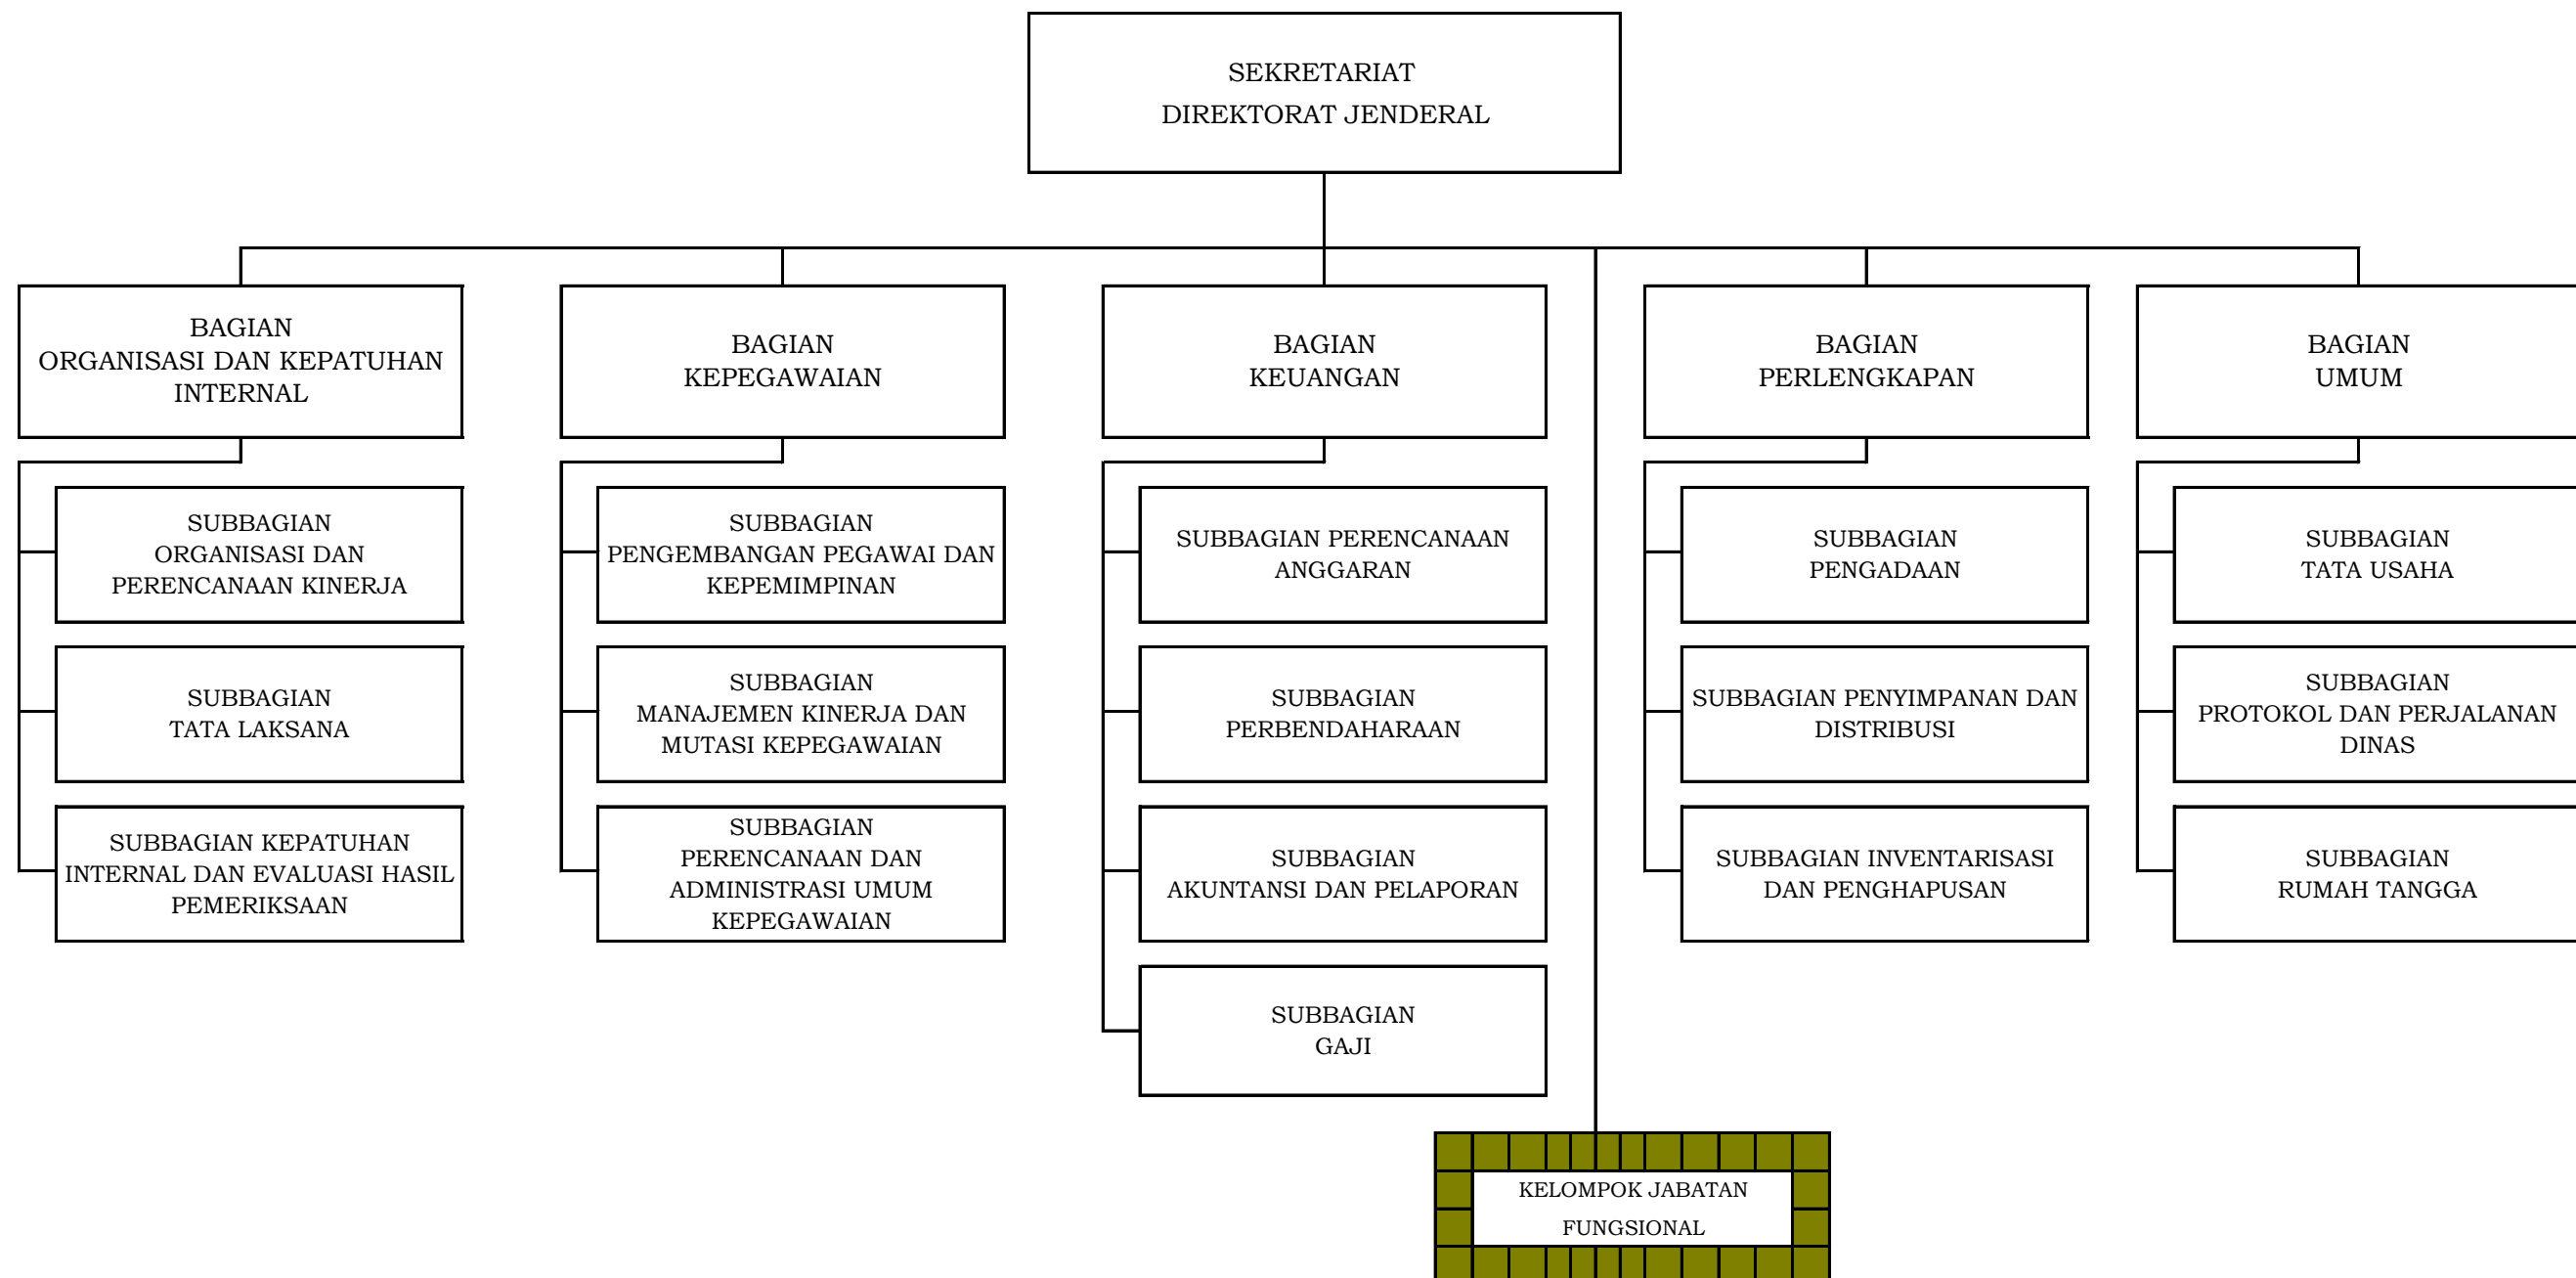 SEKRETARIAT
DIREKTORAT JENDERAL
BAGIAN
ORGANISASI DAN KEPATUHAN
INTERNAL
BAGIAN
KEPEGAWAIAN
BAGIAN
KEUANGAN
BAGIAN
PERLENGKAPAN
BAGIAN
UMUM
SUBBAGIAN
ORGANISASI DAN
PERENCANAAN KINERJA
SUBBAGIAN
PENGEMBANGAN PEGAWAI DAN
KEPEMIMPINAN
SUBBAGIAN PERENCANAAN
ANGGARAN
SUBBAGIAN
PENGADAAN
SUBBAGIAN
TATA USAHA
SUBBAGIAN
TATA LAKSANA
SUBBAGIAN
MANAJEMEN KINERJA DAN
MUTASI KEPEGAWAIAN
SUBBAGIAN
PERBENDAHARAAN
SUBBAGIAN PENYIMPANAN DAN
DISTRIBUSI
SUBBAGIAN
PROTOKOL DAN PERJALANAN
DINAS
SUBBAGIAN KEPATUHAN
INTERNAL DAN EVALUASI HASIL
PEMERIKSAAN
SUBBAGIAN
PERENCANAAN DAN
ADMINISTRASI UMUM
KEPEGAWAIAN
SUBBAGIAN
AKUNTANSI DAN PELAPORAN
SUBBAGIAN INVENTARISASI
DAN PENGHAPUSAN
SUBBAGIAN
RUMAH TANGGA
SUBBAGIAN
GAJI
KELOMPOK JABATAN
FUNGSIONAL